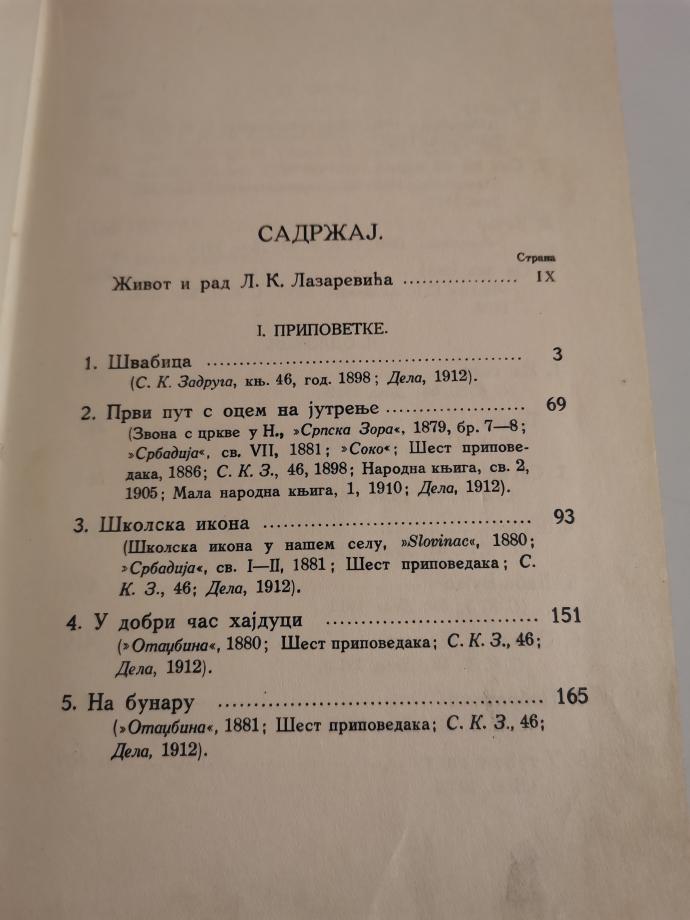 САДРЖАЈ.
Страна
Живот и рад Л. К. Лазаревића .................. IX
I. ПРИПОВЕТКЕ.
1. Швабица .................................................. 3
(С. К. Задруга, књ. 46, год. 1898; Дела, 1912).
2. Први пут с оцем на јутрење ...................... 69
(Звона с цркве у Н., »Српска Зора«, 1879, бр. 7—8;
»Србадија«, св. VII, 1881; »Соко«; Шест припове-
дака, 1886; С. К. З., 46, 1898; Народна књига, св. 2,
1905; Мала народна књига, 1, 1910; Дела, 1912).
3. Школска икона ........................................ 93
(Школска икона у нашем селу, »Slovinac«, 1880;
»Србадија«, св. I—II, 1881; Шест приповедака; С.
К. З., 46; Дела, 1912).
4. У добри час хајдуци ................................ 151
(»Отаџбина«, 1880; Шест приповедака; С. К. З., 46;
Дела, 1912).
5. На бунару ................................................ 165
(»Отаџбина«, 1881; Шест приповедака; С. К. З., 46;
Дела, 1912).